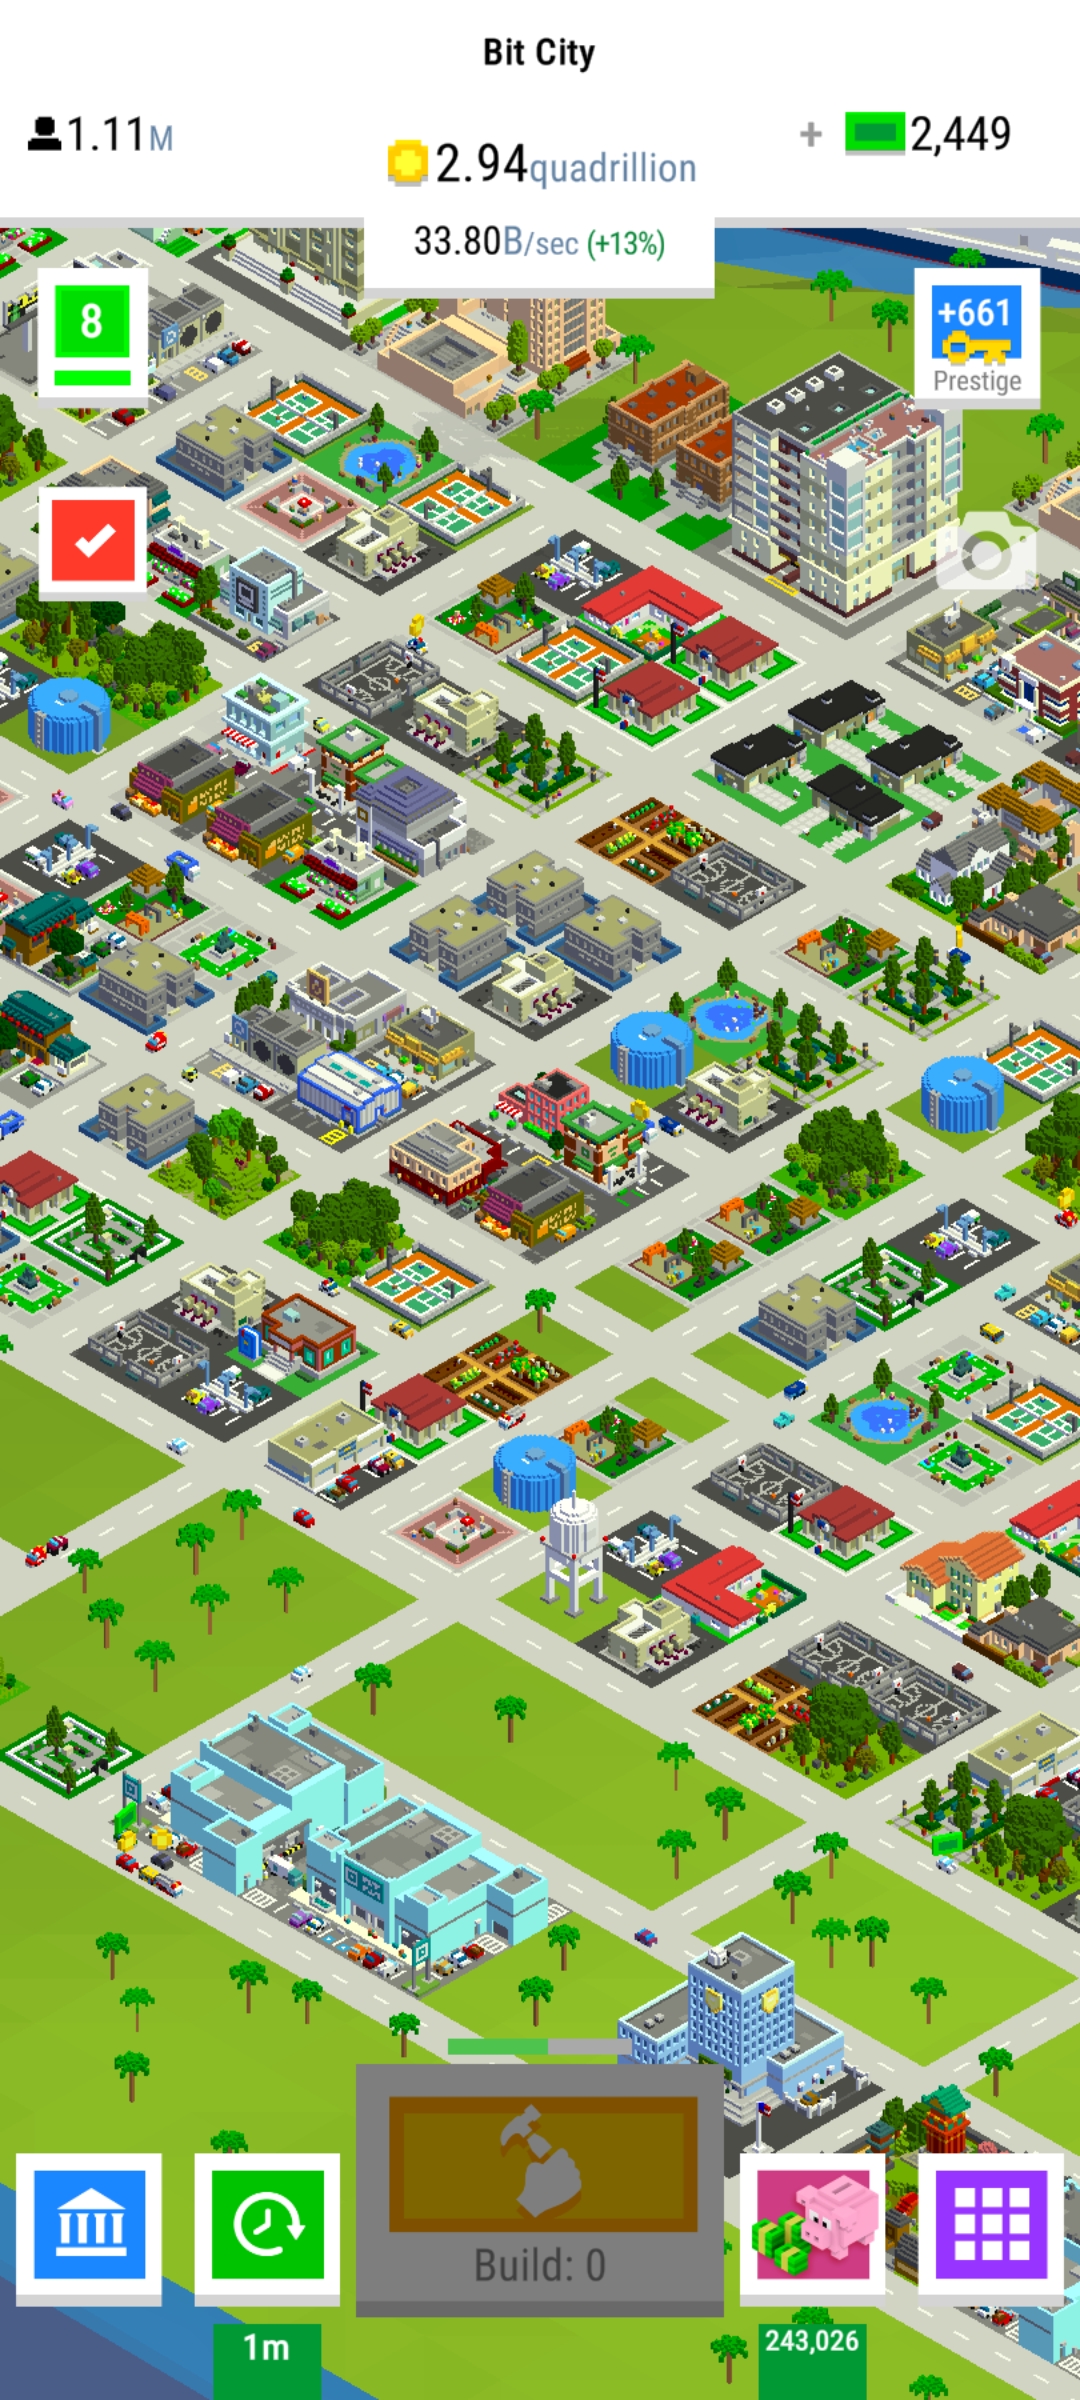 Bit City
1.11M
2.94quadrillion
+ 2,449
33.80B/sec (+13%)
8
+661
Prestige
Build: 0
1m
243,026